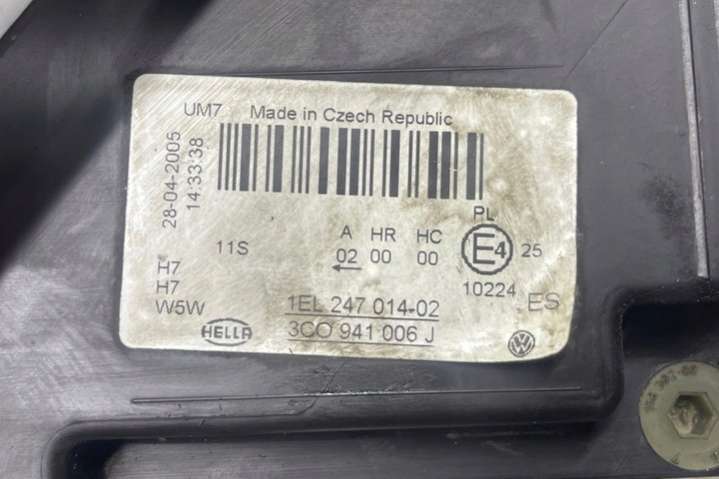 UM7 Made in Czech Republic
28-04-2005
14:33:38
PL
11S
A HR HC
02 00 00
E4 25
10224 ES
H7
H7
W5W
1EL 247 014-02
HELLA
3C0 941 006 J